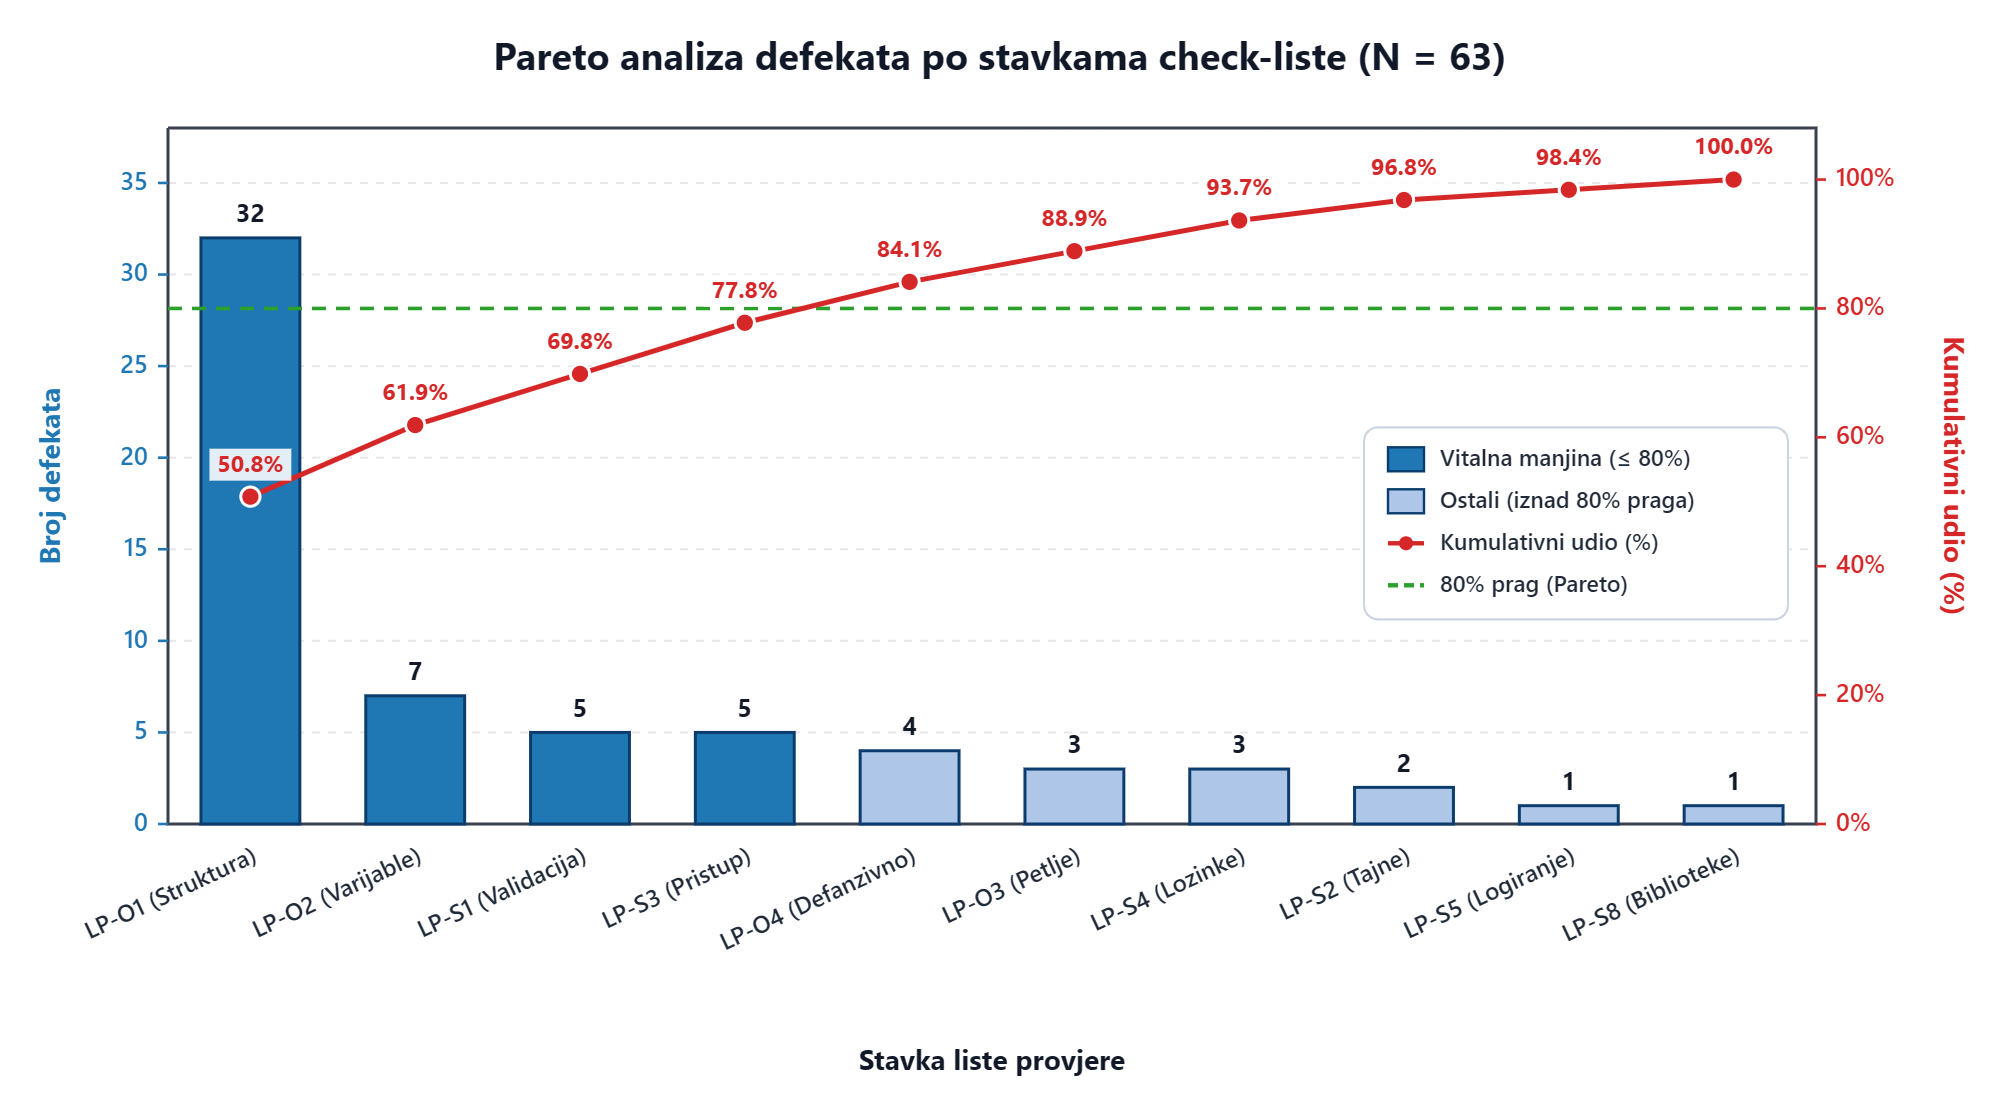 Pareto analiza defekata po stavkama check-liste (N = 63)
Broj defekata
35
30
25
20
15
10
5
0
32
7
5
5
4
3
3
2
1
1
50.8%
61.9%
69.8%
77.8%
84.1%
88.9%
93.7%
96.8%
98.4%
100.0%
100%
80%
60%
40%
20%
0%
Kumulativni udio (%)
Vitalna manjina (≤ 80%)
Ostali (iznad 80% praga)
Kumulativni udio (%)
80% prag (Pareto)
LP-O1 (Struktura)
LP-O2 (Varijable)
LP-S1 (Validacija)
LP-S3 (Pristup)
LP-O4 (Defanzivno)
LP-O3 (Petlje)
LP-S4 (Lozinke)
LP-S2 (Tajne)
LP-S5 (Logiranje)
LP-S8 (Biblioteke)
Stavka liste provjere